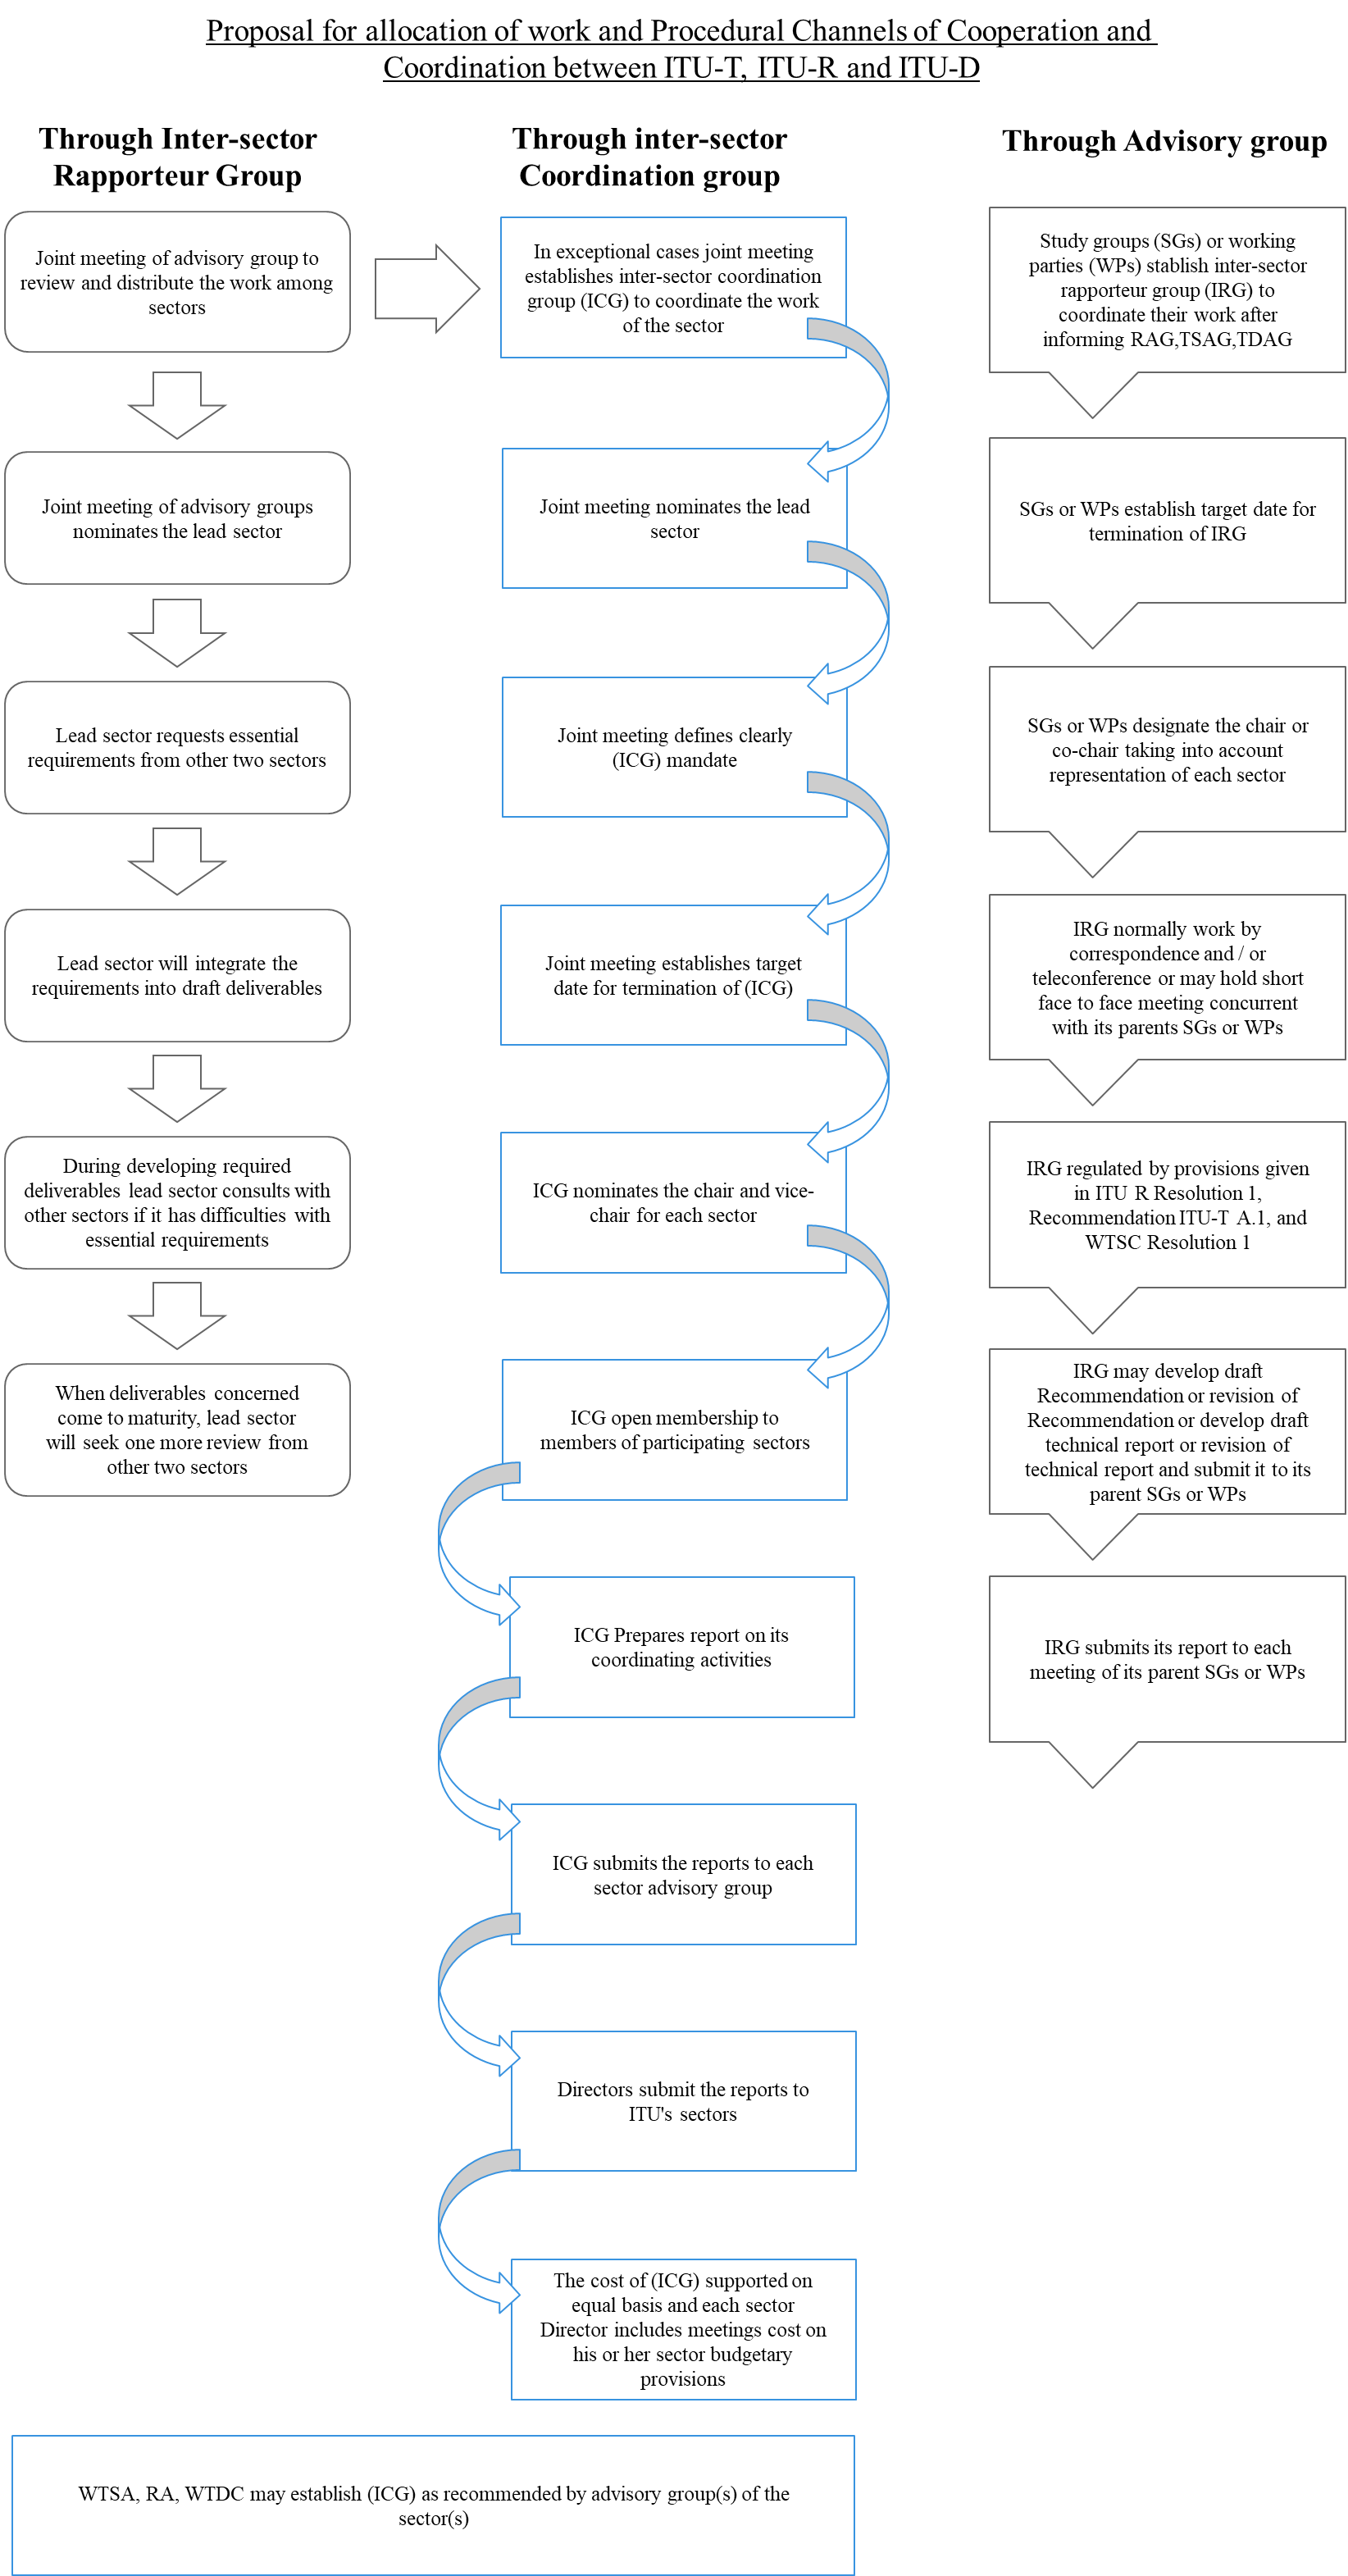 Proposal for allocation of work and Procedural Channels of Cooperation and
Coordination between ITU-T, ITU-R and ITU-D
Through Inter-sector
Rapporteur Group
Joint meeting of advisory group to
review and distribute the work among
sectors
Joint meeting of advisory groups
nominates the lead sector
Lead sector requests essential
requirements from other two sectors
Lead sector will integrate the
requirements into draft deliverables
During developing required
deliverables lead sector consults with
other sectors if it has difficulties with
essential requirements
When deliverables concerned
come to maturity, lead sector
will seek one more review from
other two sectors
Through inter-sector
Coordination group
In exceptional cases joint meeting
establishes inter-sector coordination
group (ICG) to coordinate the work
of the sector
Joint meeting nominates the lead
sector
Joint meeting defines clearly
(ICG) mandate
Joint meeting establishes target
date for termination of (ICG)
ICG nominates the chair and vice-
chair for each sector
ICG open membership to
members of participating sectors
ICG Prepares report on its
coordinating activities
ICG submits the reports to each
sector advisory group
Directors submit the reports to
ITU's sectors
The cost of (ICG) supported on
equal basis and each sector
Director includes meetings cost on
his or her sector budgetary
provisions
Through Advisory group
Study groups (SGs) or working
parties (WPs) stablish inter-sector
rapporteur group (IRG) to
coordinate their work after
informing RAG,TSAG,TDAG
SGs or WPs establish target date for
termination of IRG
SGs or WPs designate the chair or
co-chair taking into account
representation of each sector
IRG normally work by
correspondence and / or
teleconference or may hold short
face to face meeting concurrent
with its parents SGs or WPs
IRG regulated by provisions given
in ITU R Resolution 1,
Recommendation ITU-T A.1, and
WTSC Resolution 1
IRG may develop draft
Recommendation or revision of
Recommendation or develop draft
technical report or revision of
technical report and submit it to its
parent SGs or WPs
IRG submits its report to each
meeting of its parent SGs or WPs
WTSA, RA, WTDC may establish (ICG) as recommended by advisory group(s) of the
sector(s)